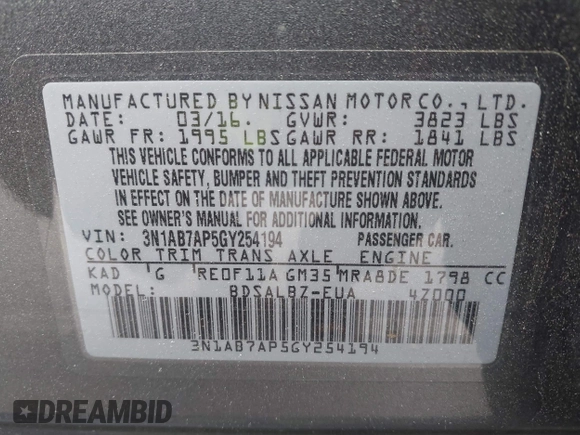 MANUFACTURED BY NISSAN MOTOR CO., LTD.
DATE: 03/16. GVWR: 3823 LBS
GAWR FR: 1995 LBS GAWR RR: 1841 LBS
THIS VEHICLE CONFORMS TO ALL APPLICABLE FEDERAL MOTOR
VEHICLE SAFETY, BUMPER AND THEFT PREVENTION STANDARDS
IN EFFECT ON THE DATE OF MANUFACTURE SHOWN ABOVE.
SEE OWNER'S MANUAL FOR ADDITIONAL INFORMATION.
VIN: 3N1AB7AP5GY254194 PASSENGER CAR.
COLOR TRIM TRANS AXLE ENGINE
KAD G RE0F11A GM35 MRA8DE 1798 CC
MODEL: BDSALBZ-EUA 4Z000
3N1AB7AP5GY254194
DREAMBID